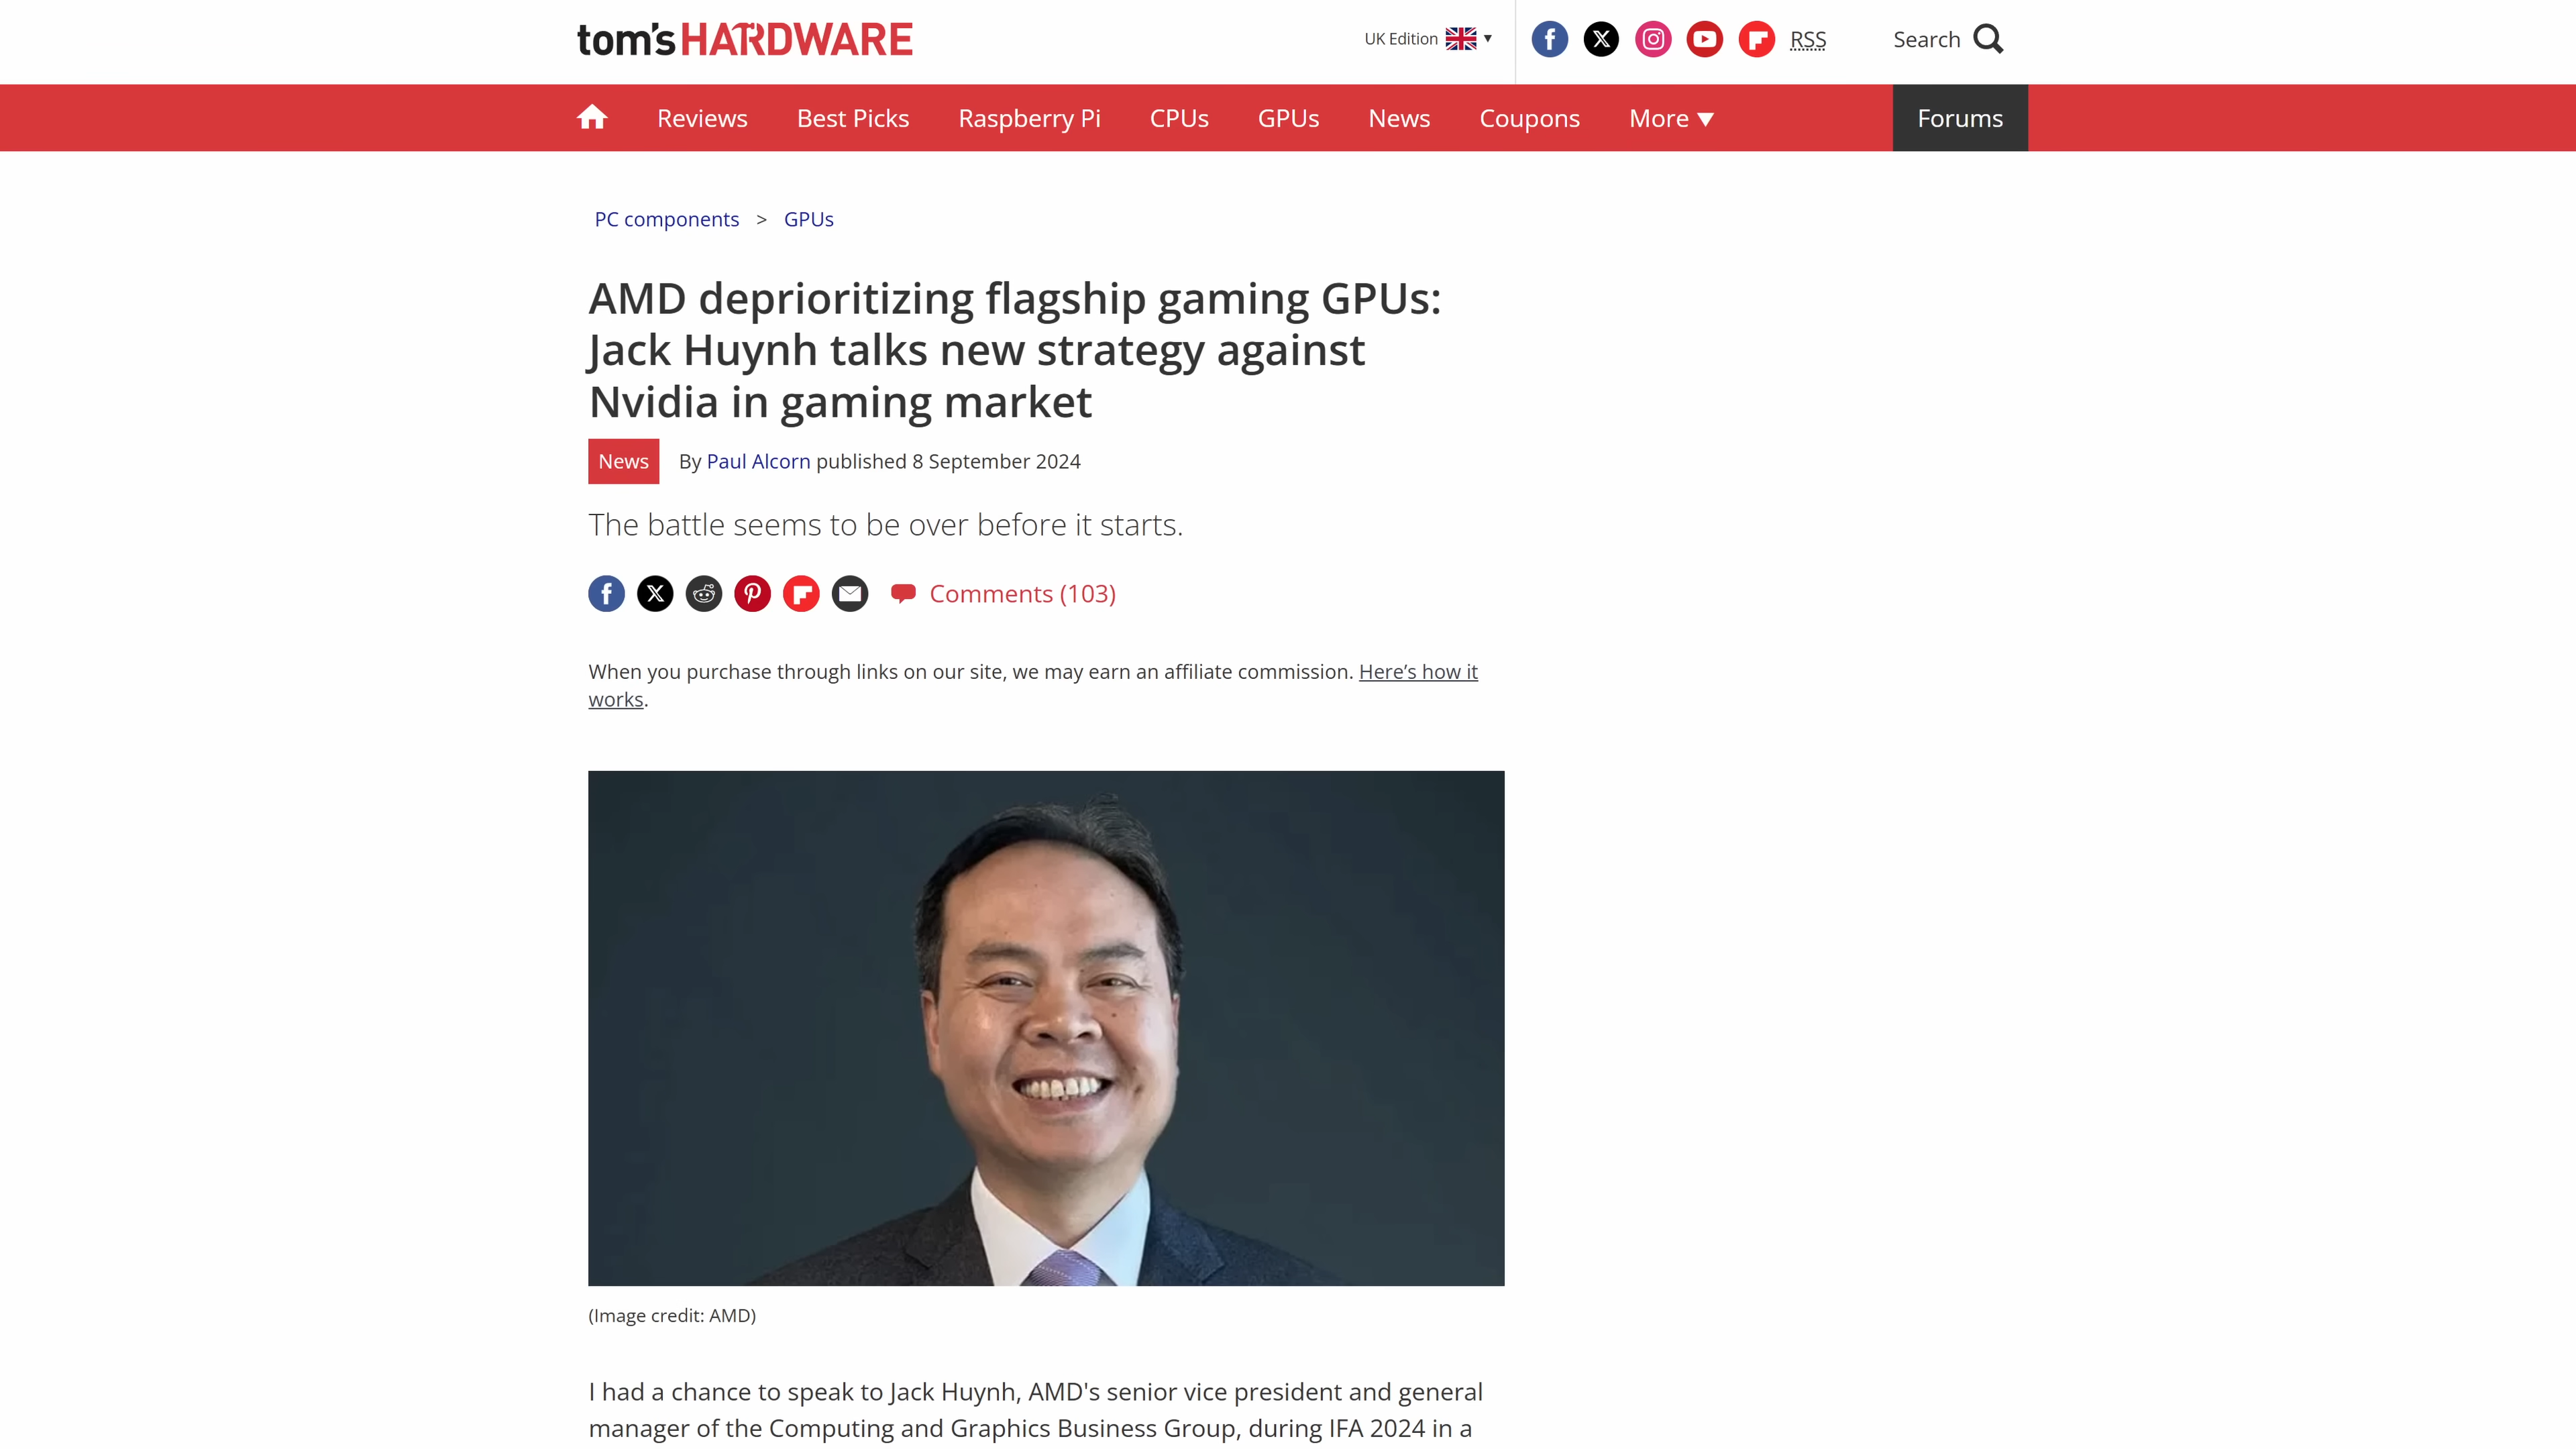 tom's HARDWARE
UK Edition
RSS
Search
Reviews
Best Picks
Raspberry Pi
CPUs
GPUs
News
Coupons
More
Forums
PC components > GPUs
AMD deprioritizing flagship gaming GPUs:
Jack Huynh talks new strategy against
Nvidia in gaming market
News
By Paul Alcorn published 8 September 2024
The battle seems to be over before it starts.
Comments (103)
When you purchase through links on our site, we may earn an affiliate commission. Here’s how it
works.
(Image credit: AMD)
I had a chance to speak to Jack Huynh, AMD's senior vice president and general
manager of the Computing and Graphics Business Group, during IFA 2024 in a